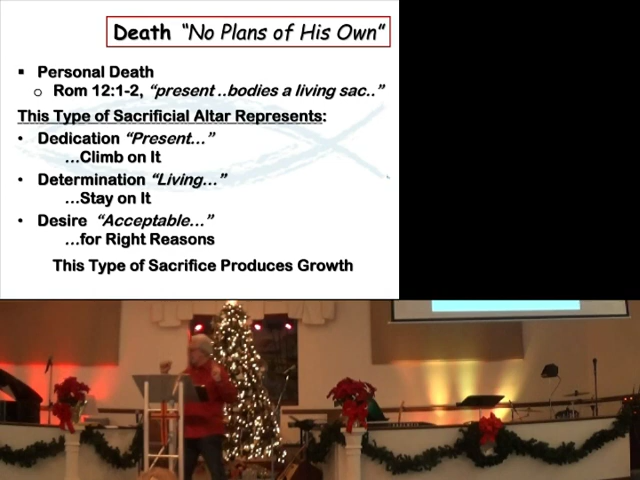 Death “No Plans of His Own”
▪ Personal Death
o Rom 12:1-2, “present ..bodies a living sac..”
This Type of Sacrificial Altar Represents:
• Dedication “Present...”
...Climb on It
• Determination “Living...”
...Stay on It
• Desire “Acceptable...”
...for Right Reasons
This Type of Sacrifice Produces Growth